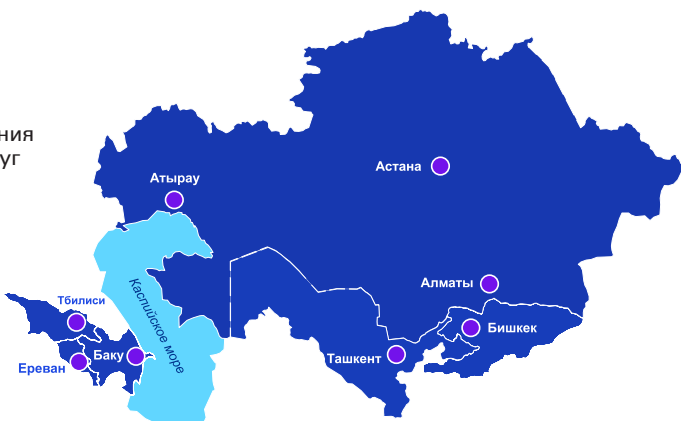 ния
уг
Астана
Атырау
Алматы
Каспийское море
Тбилиси
Бишкек
Баку
Ташкент
Ереван